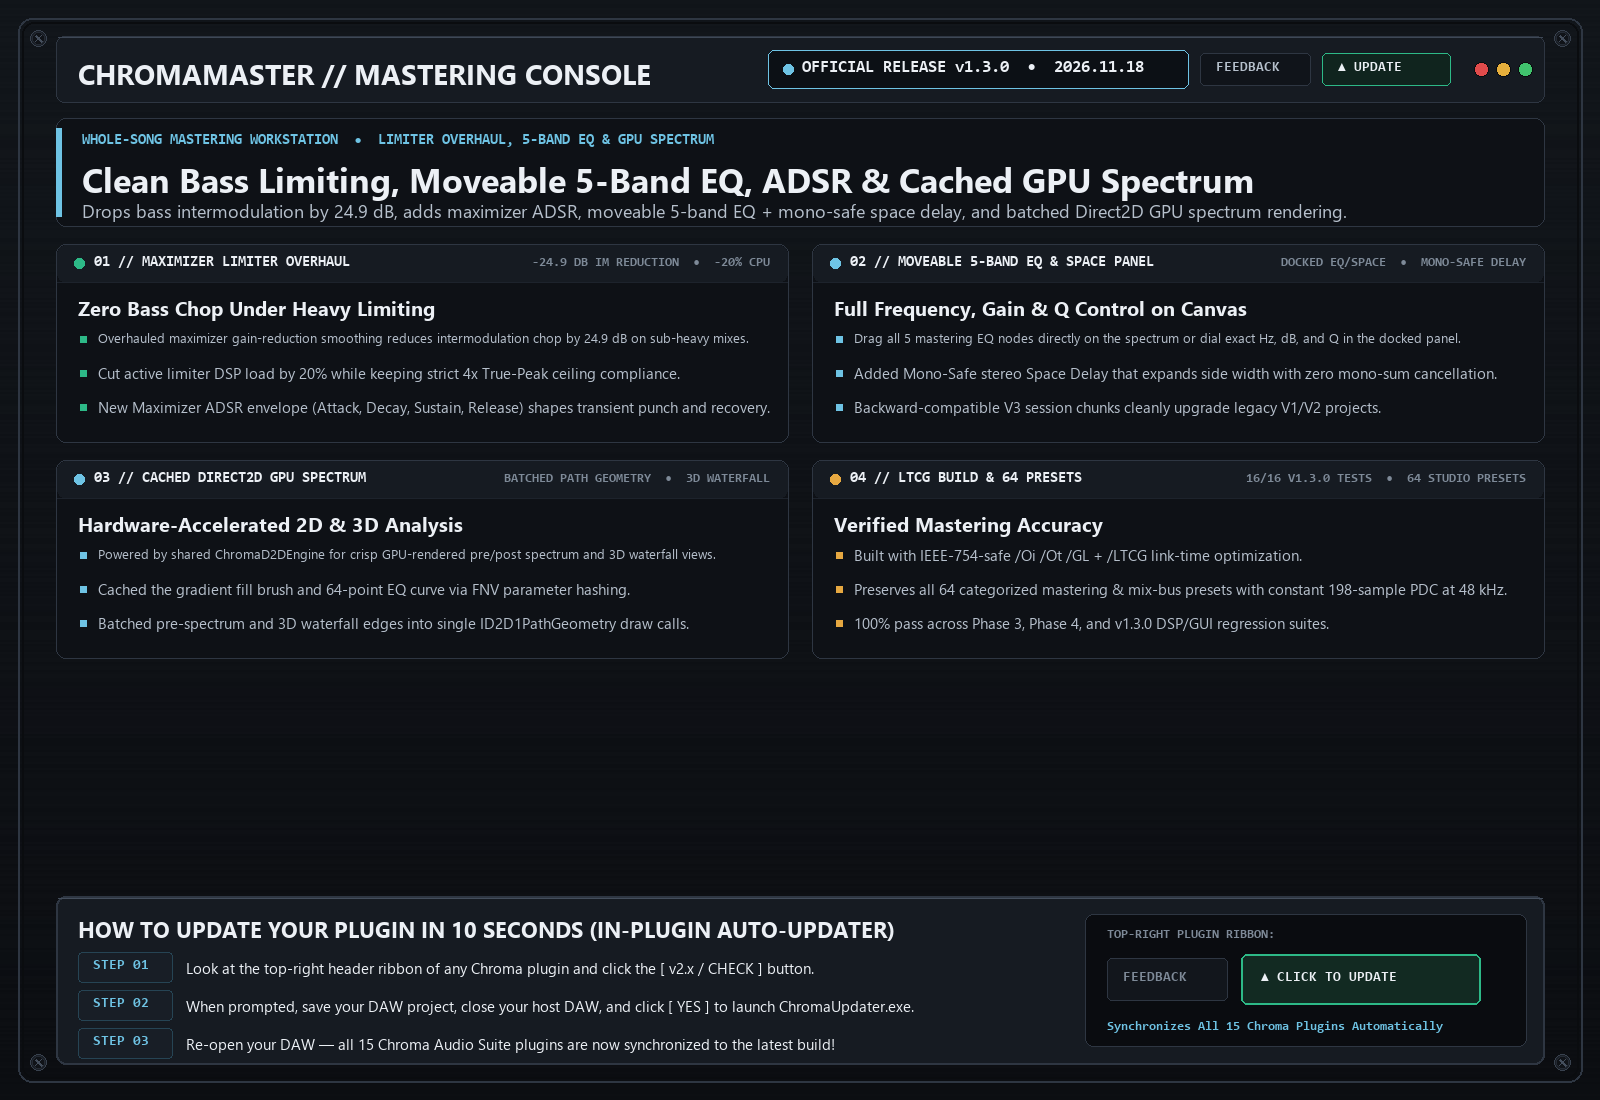 CHROMAMASTER // MASTERING CONSOLE
OFFICIAL RELEASE v1.3.0 • 2026.11.18
FEEDBACK
▲ UPDATE
WHOLE-SONG MASTERING WORKSTATION • LIMITER OVERHAUL, 5-BAND EQ & GPU SPECTRUM
Clean Bass Limiting, Moveable 5-Band EQ, ADSR & Cached GPU Spectrum
Drops bass intermodulation by 24.9 dB, adds maximizer ADSR, moveable 5-band EQ + mono-safe space delay, and batched Direct2D GPU spectrum rendering.
01 // MAXIMIZER LIMITER OVERHAUL
-24.9 DB IM REDUCTION • -20% CPU
Zero Bass Chop Under Heavy Limiting
Overhauled maximizer gain-reduction smoothing reduces intermodulation chop by 24.9 dB on sub-heavy mixes.
Cut active limiter DSP load by 20% while keeping strict 4x True-Peak ceiling compliance.
New Maximizer ADSR envelope (Attack, Decay, Sustain, Release) shapes transient punch and recovery.
02 // MOVEABLE 5-BAND EQ & SPACE PANEL
DOCKED EQ/SPACE • MONO-SAFE DELAY
Full Frequency, Gain & Q Control on Canvas
Drag all 5 mastering EQ nodes directly on the spectrum or dial exact Hz, dB, and Q in the docked panel.
Added Mono-Safe stereo Space Delay that expands side width with zero mono-sum cancellation.
Backward-compatible V3 session chunks cleanly upgrade legacy V1/V2 projects.
03 // CACHED DIRECT2D GPU SPECTRUM
BATCHED PATH GEOMETRY • 3D WATERFALL
Hardware-Accelerated 2D & 3D Analysis
Powered by shared ChromaD2DEngine for crisp GPU-rendered pre/post spectrum and 3D waterfall views.
Cached the gradient fill brush and 64-point EQ curve via FNV parameter hashing.
Batched pre-spectrum and 3D waterfall edges into single ID2D1PathGeometry draw calls.
04 // LTCG BUILD & 64 PRESETS
16/16 V1.3.0 TESTS • 64 STUDIO PRESETS
Verified Mastering Accuracy
Built with IEEE-754-safe /Oi /Ot /GL + /LTCG link-time optimization.
Preserves all 64 categorized mastering & mix-bus presets with constant 198-sample PDC at 48 kHz.
100% pass across Phase 3, Phase 4, and v1.3.0 DSP/GUI regression suites.
HOW TO UPDATE YOUR PLUGIN IN 10 SECONDS (IN-PLUGIN AUTO-UPDATER)
STEP 01
Look at the top-right header ribbon of any Chroma plugin and click the [ v2.x / CHECK ] button.
STEP 02
When prompted, save your DAW project, close your host DAW, and click [ YES ] to launch ChromaUpdater.exe.
STEP 03
Re-open your DAW — all 15 Chroma Audio Suite plugins are now synchronized to the latest build!
TOP-RIGHT PLUGIN RIBBON:
FEEDBACK
▲ CLICK TO UPDATE
Synchronizes All 15 Chroma Plugins Automatically